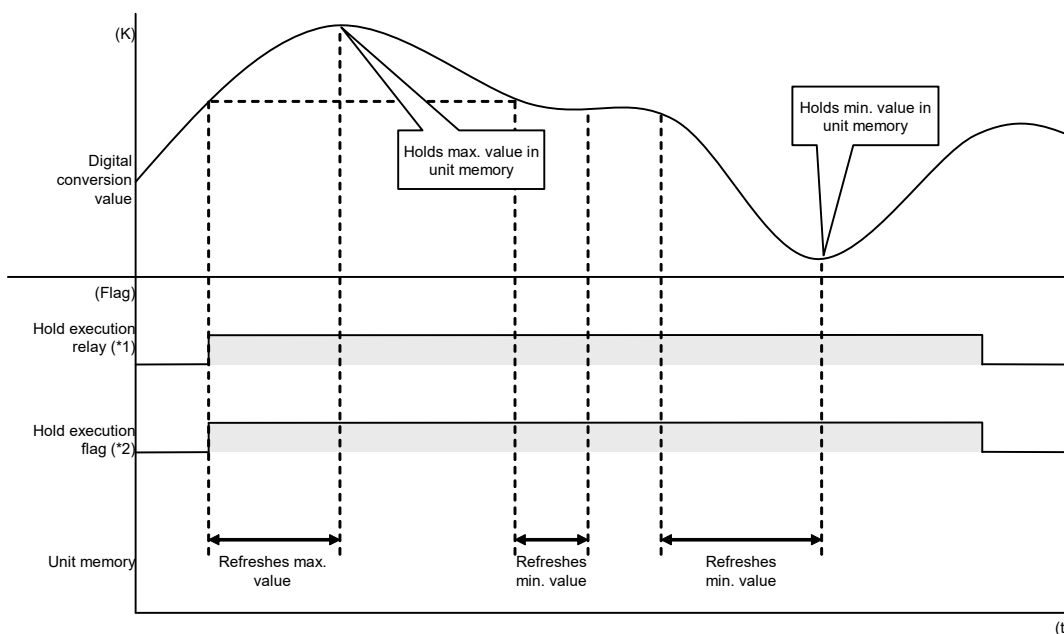 (K)
Digital
conversion
value
Holds max. value in
unit memory
Holds min. value in
unit memory
(Flag)
Hold execution
relay (*1)
Hold execution
flag (*2)
Unit memory
Refreshes max.
value
Refreshes
min. value
Refreshes
min. value
(t